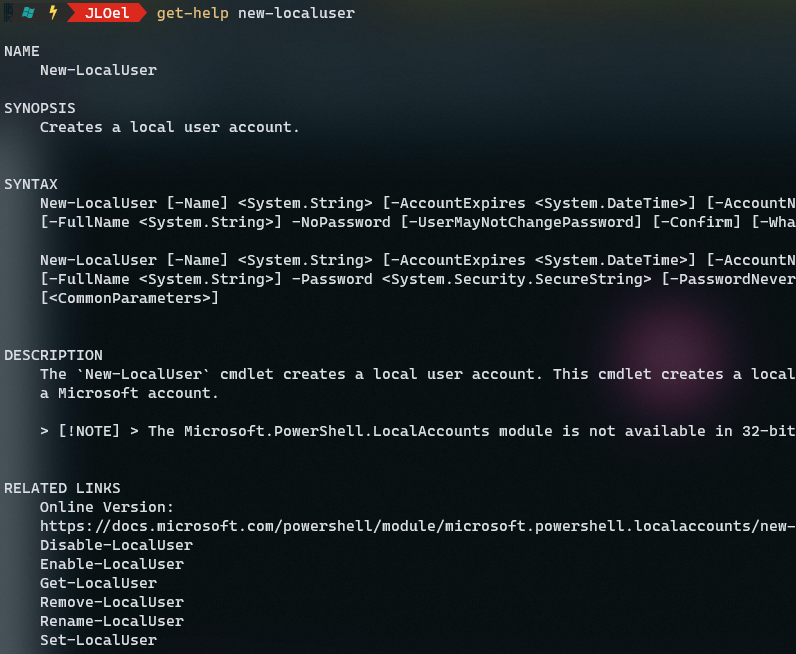 JLOel get-help new-localuser
NAME
New-LocalUser
SYNOPSIS
Creates a local user account.
SYNTAX
New-LocalUser [-Name] <System.String> [-AccountExpires <System.DateTime>] [-AccountN
[-FullName <System.String>] -NoPassword [-UserMayNotChangePassword] [-Confirm] [-Wha
New-LocalUser [-Name] <System.String> [-AccountExpires <System.DateTime>] [-AccountN
[-FullName <System.String>] -Password <System.Security.SecureString> [-PasswordNever
[<CommonParameters>]
DESCRIPTION
The `New-LocalUser` cmdlet creates a local user account. This cmdlet creates a local
a Microsoft account.
> [!NOTE] > The Microsoft.PowerShell.LocalAccounts module is not available in 32-bit
RELATED LINKS
Online Version:
https://docs.microsoft.com/powershell/module/microsoft.powershell.localaccounts/new-
Disable-LocalUser
Enable-LocalUser
Get-LocalUser
Remove-LocalUser
Rename-LocalUser
Set-LocalUser